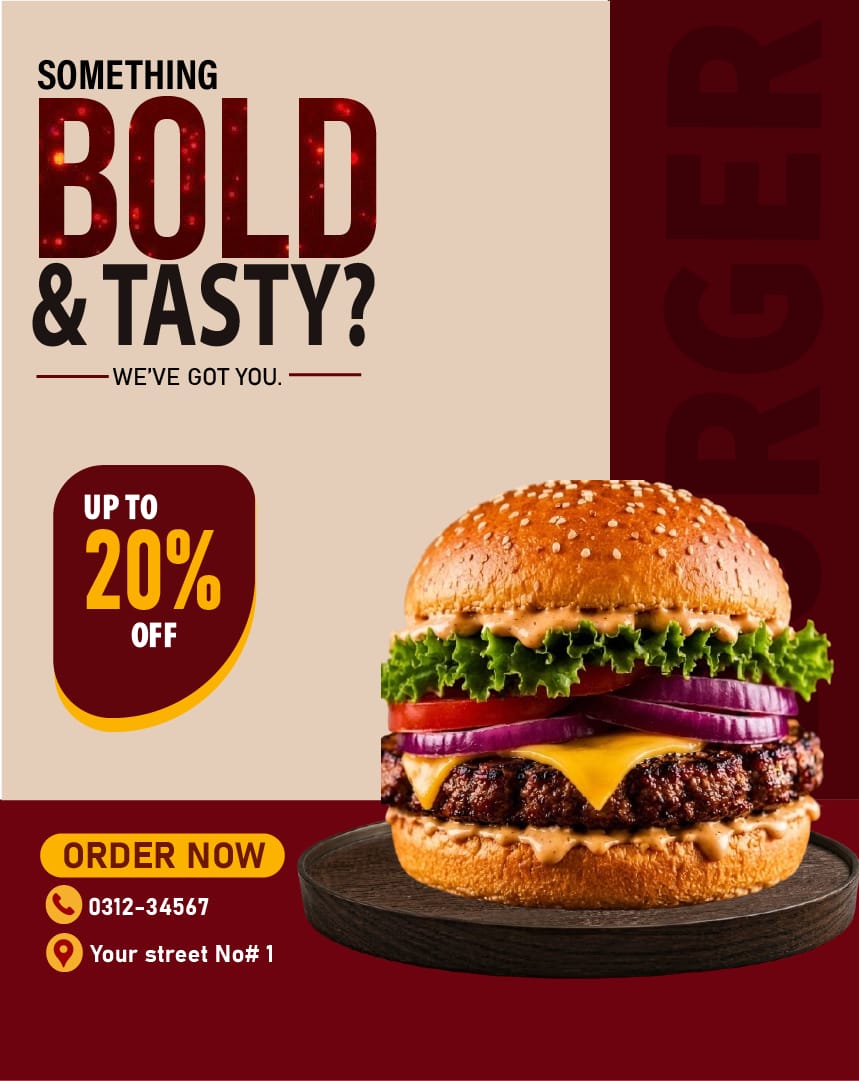 SOMETHING
BOLD
& TASTY?
WE'VE GOT YOU.
UP TO
20%
OFF
ORDER NOW
0312-34567
Your street No# 1